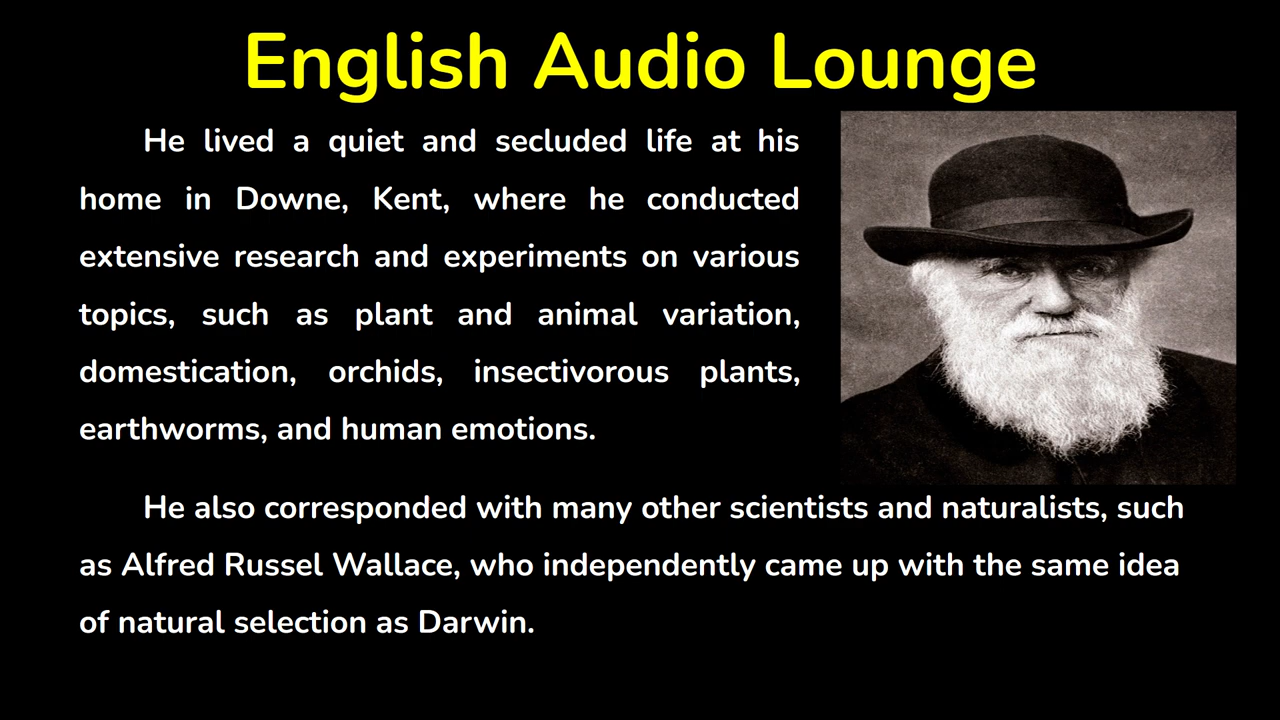 English Audio Lounge
He lived a quiet and secluded life at his
home in Downe, Kent, where he conducted
extensive research and experiments on various
topics, such as plant and animal variation,
domestication, orchids, insectivorous plants,
earthworms, and human emotions.
He also corresponded with many other scientists and naturalists, such
as Alfred Russel Wallace, who independently came up with the same idea
of natural selection as Darwin.